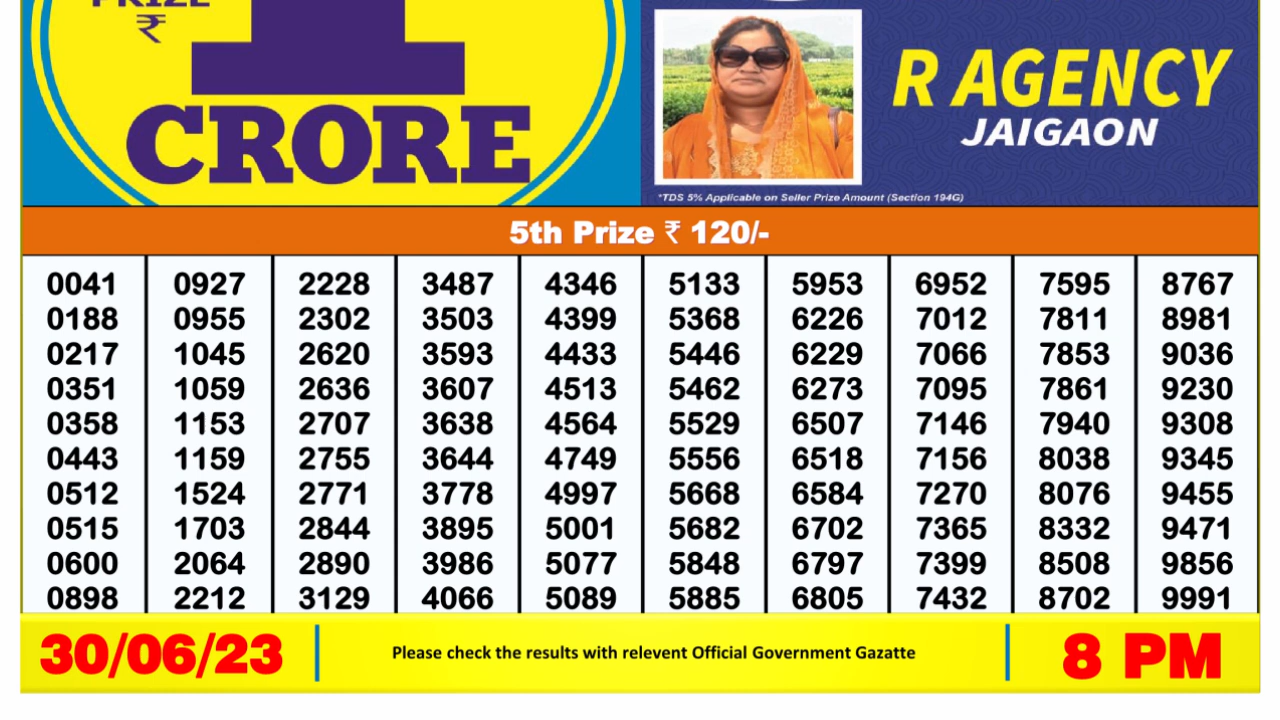 PRIZE
₹
1
CRORE
R AGENCY
JAIGAON
*TDS 5% Applicable on Seller Prize Amount (Section 194G)
5th Prize ₹ 120/-
0041 0927 2228 3487 4346 5133 5953 6952 7595 8767
0188 0955 2302 3503 4399 5368 6226 7012 7811 8981
0217 1045 2620 3593 4433 5446 6229 7066 7853 9036
0351 1059 2636 3607 4513 5462 6273 7095 7861 9230
0358 1153 2707 3638 4564 5529 6507 7146 7940 9308
0443 1159 2755 3644 4749 5556 6518 7156 8038 9345
0512 1524 2771 3778 4997 5668 6584 7270 8076 9455
0515 1703 2844 3895 5001 5682 6702 7365 8332 9471
0600 2064 2890 3986 5077 5848 6797 7399 8508 9856
0898 2212 3129 4066 5089 5885 6805 7432 8702 9991
30/06/23
Please check the results with relevent Official Government Gazatte
8 PM